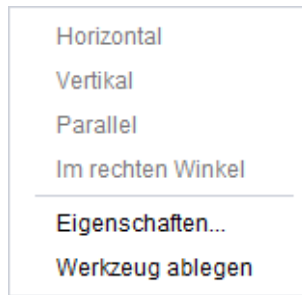 Horizontal
Vertikal
Parallel
Im rechten Winkel
Eigenschaften...
Werkzeug ablegen